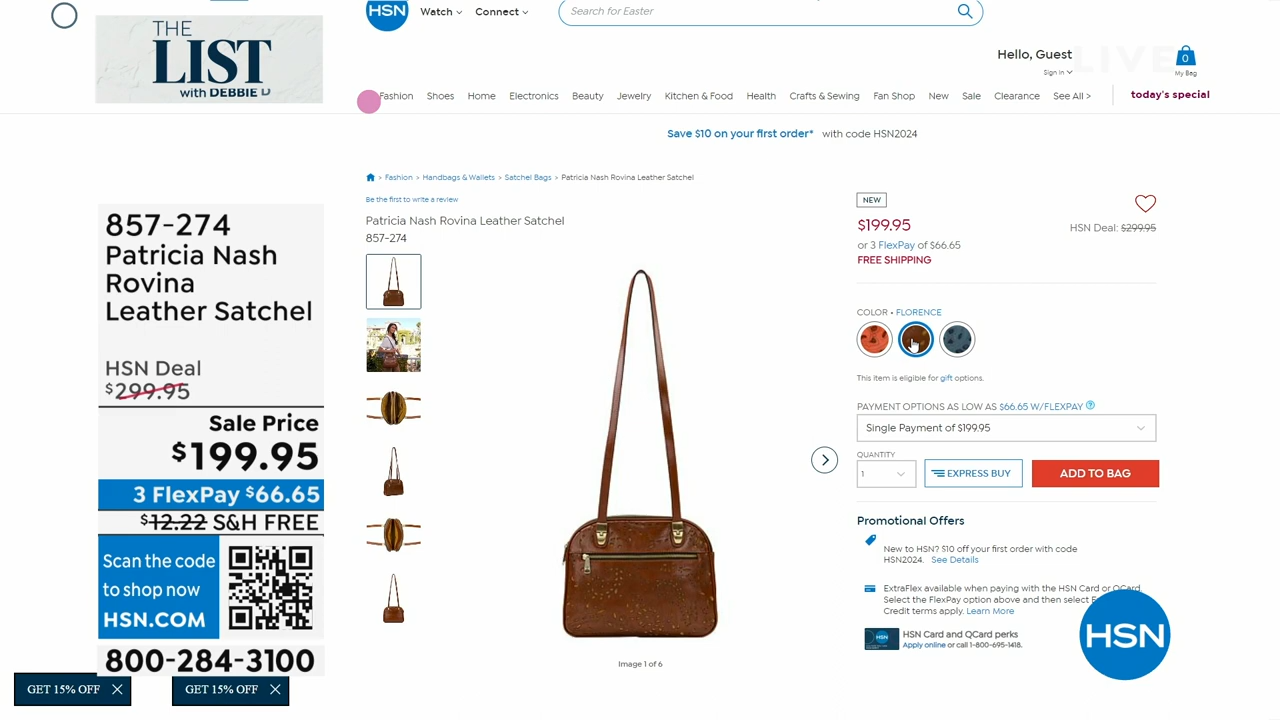 THE
LIST
with DEBBIE D
HSN
Watch
Connect
Search for Easter
LIVE
Hello, Guest
Sign In
0
My Bag
Fashion
Shoes
Home
Electronics
Beauty
Jewelry
Kitchen & Food
Health
Crafts & Sewing
Fan Shop
New
Sale
Clearance
See All >
today's special
Save $10 on your first order* with code HSN2024
> Fashion > Handbags & Wallets > Satchel Bags > Patricia Nash Rovina Leather Satchel
Be the first to write a review
Patricia Nash Rovina Leather Satchel
857-274
857-274
Patricia Nash
Rovina
Leather Satchel
HSN Deal
$299.95
Sale Price
$199.95
3 FlexPay $66.65
$12.22 S&H FREE
Scan the code
to shop now
HSN.COM
800-284-3100
GET 15% OFF
GET 15% OFF
Image 1 of 6
NEW
$199.95
HSN Deal: $299.95
or 3 FlexPay of $66.65
FREE SHIPPING
COLOR • FLORENCE
This item is eligible for gift options.
PAYMENT OPTIONS AS LOW AS $66.65 W/FLEXPAY
Single Payment of $199.95
QUANTITY
1
EXPRESS BUY
ADD TO BAG
Promotional Offers
New to HSN? $10 off your first order with code
HSN2024. See Details
ExtraFlex available when paying with the HSN Card or QCard.
Select the FlexPay option above and then select
Credit terms apply. Learn More
HSN
HSN Card and QCard perks
Apply online or call 1-800-695-1418.
HSN